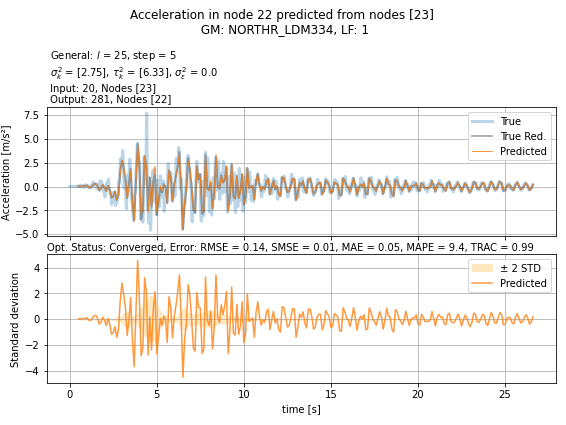 Acceleration in node 22 predicted from nodes [23]
GM: NORTHR_LDM334, LF: 1
General: l = 25, step = 5
σ²ₖ = [2.75], τ²ₖ = [6.33], σ²ε = 0.0
Input: 20, Nodes [23]
Output: 281, Nodes [22]
7.5
5.0
2.5
0.0
−2.5
−5.0
Acceleration [m/s²]
True
True Red.
Predicted
Opt. Status: Converged, Error: RMSE = 0.14, SMSE = 0.01, MAE = 0.05, MAPE = 9.4, TRAC = 0.99
4
2
0
−2
−4
Standard deviation
± 2 STD
Predicted
0 5 10 15 20 25
time [s]